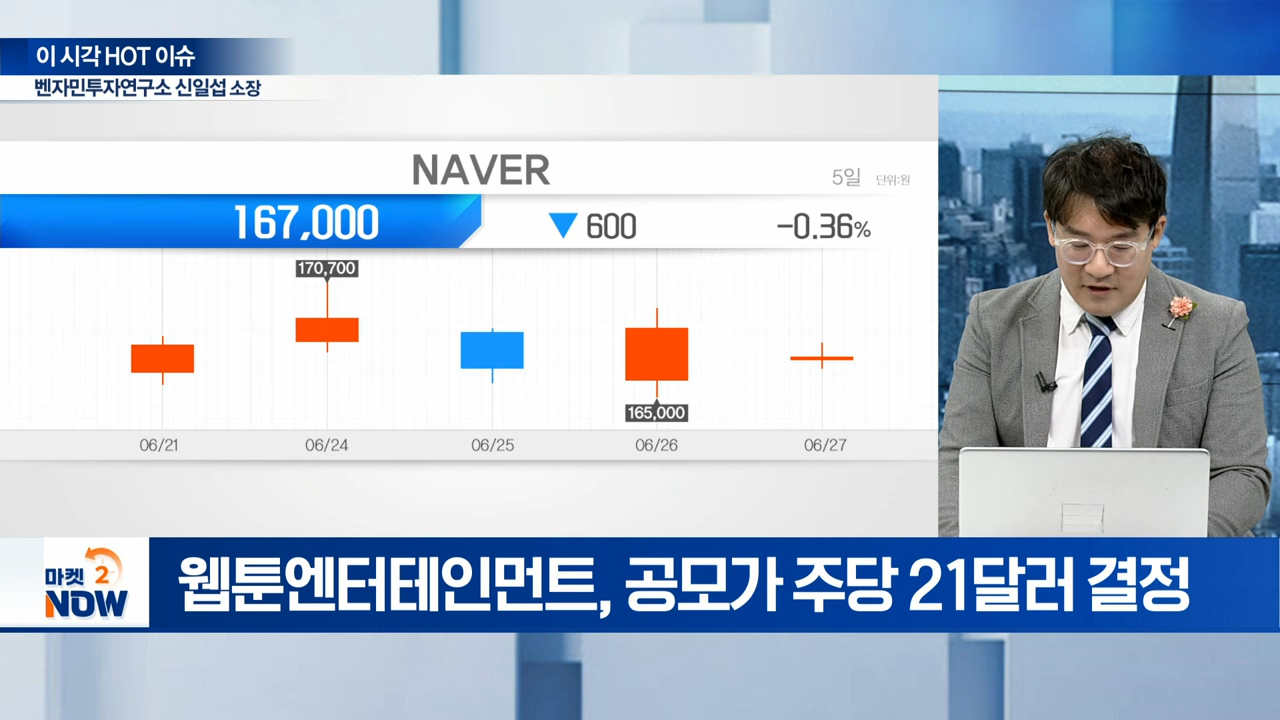 이 시각 HOT 이슈
벤자민투자연구소 신일섭 소장
NAVER
5일 단위:원
167,000 ▼600 -0.36%
170,700
165,000
06/21 06/24 06/25 06/26 06/27
마켓 2
NOW
웹툰엔터테인먼트, 공모가 주당 21달러 결정